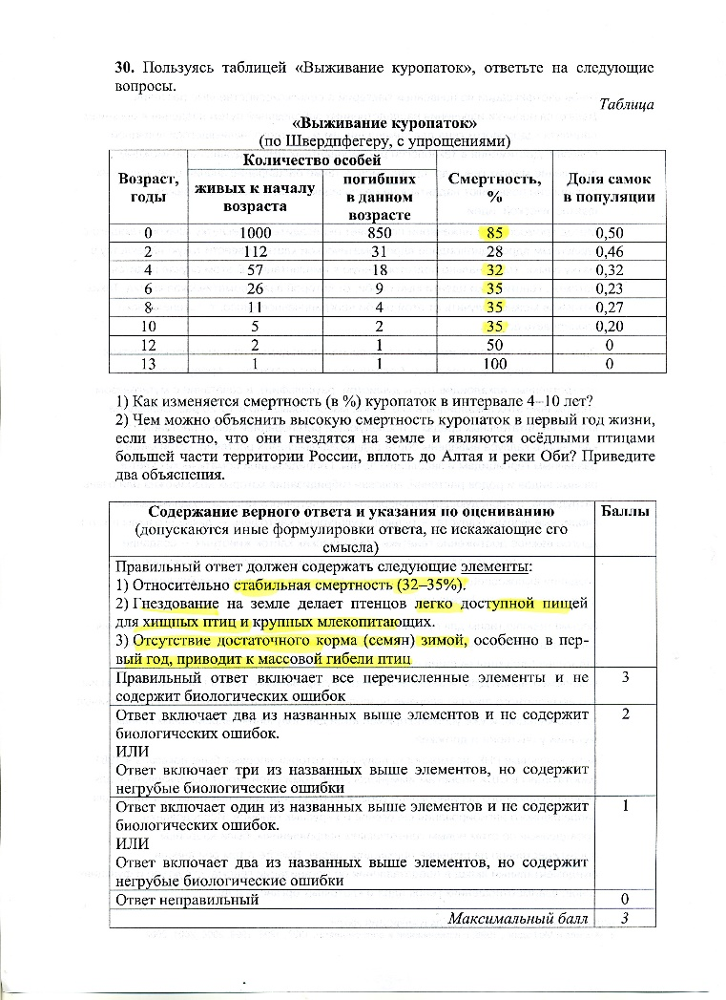 30. Пользуясь таблицей «Выживание куропаток», ответьте на следующие
вопросы.
Таблица
«Выживание куропаток»
(по Швердпфегеру, с упрощениями)
Возраст, годы Количество особей Смертность, % Доля самок в популяции
живых к началу возраста погибших в данном возрасте
0 1000 850 85 0,50
2 112 31 28 0,46
4 57 18 32 0,32
6 26 9 35 0,23
8 11 4 35 0,27
10 5 2 35 0,20
12 2 1 50 0
13 1 1 100 0
1) Как изменяется смертность (в %) куропаток в интервале 4–10 лет?
2) Чем можно объяснить высокую смертность куропаток в первый год жизни,
если известно, что они гнездятся на земле и являются осёдлыми птицами
большей части территории России, вплоть до Алтая и реки Оби? Приведите
два объяснения.
Содержание верного ответа и указания по оцениванию Баллы
(допускаются иные формулировки ответа, не искажающие его
смысла)
Правильный ответ должен содержать следующие элементы:
1) Относительно стабильная смертность (32–35%).
2) Гнездование на земле делает птенцов легко доступной пищей
для хищных птиц и крупных млекопитающих.
3) Отсутствие достаточного корма (семян) зимой, особенно в пер-
вый год, приводит к массовой гибели птиц
Правильный ответ включает все перечисленные элементы и не 3
содержит биологических ошибок
Ответ включает два из названных выше элементов и не содержит 2
биологических ошибок.
ИЛИ
Ответ включает три из названных выше элементов, но содержит
негрубые биологические ошибки
Ответ включает один из названных выше элементов и не содержит 1
биологических ошибок.
ИЛИ
Ответ включает два из названных выше элементов, но содержит
негрубые биологические ошибки
Ответ неправильный 0
Максимальный балл 3